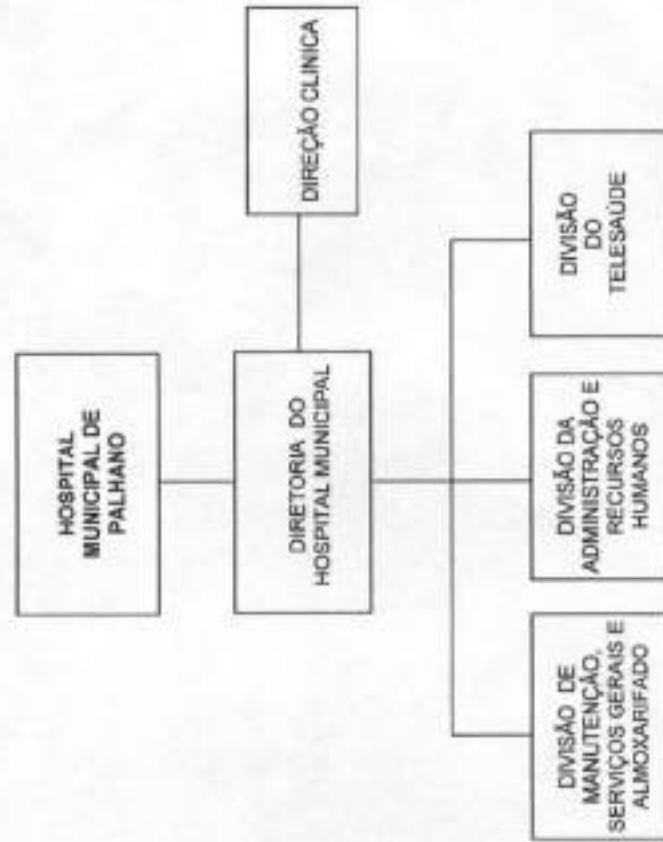 HOSPITAL
MUNICIPAL DE
PALHANO
DIRETORIA DO
HOSPITAL MUNICIPAL
DIREÇÃO CLINICA
DIVISÃO DE
MANUTENÇÃO,
SERVIÇOS GERAIS E
ALMOXARIFADO
DIVISÃO DA
ADMINISTRAÇÃO E
RECURSOS
HUMANOS
DIVISÃO
DO
TELESAÚDE